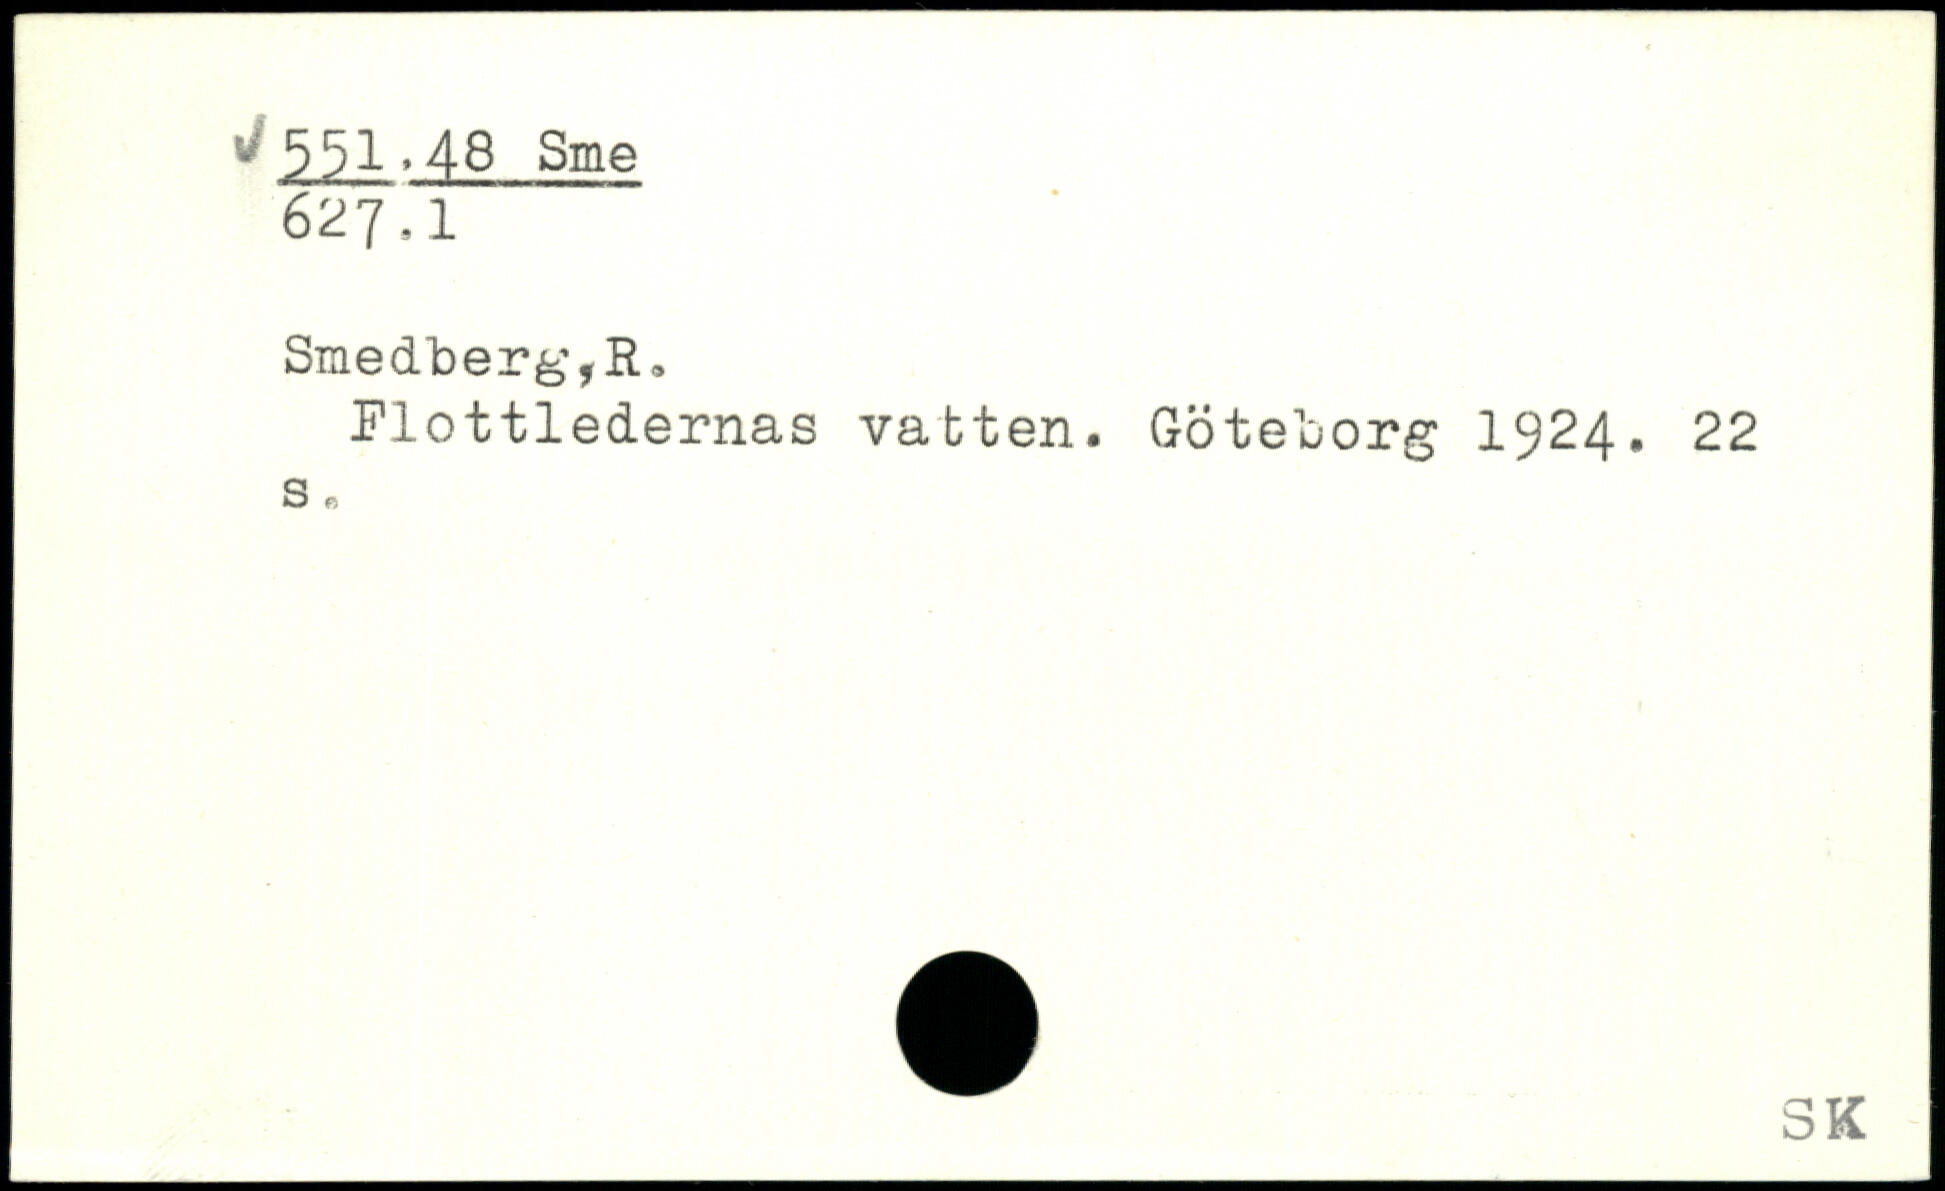 551.48 Sme
627.1
Smedberg,R.
Flottledernas vatten. Göteborg 1924. 22
s.
SK